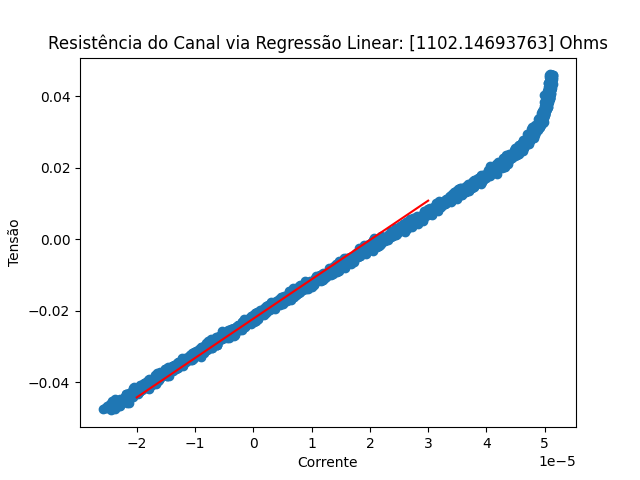 Resistência do Canal via Regressão Linear: [1102.14693763] Ohms
0.04
0.02
0.00
−0.02
−0.04
Tensão
−2 −1 0 1 2 3 4 5
1e−5
Corrente